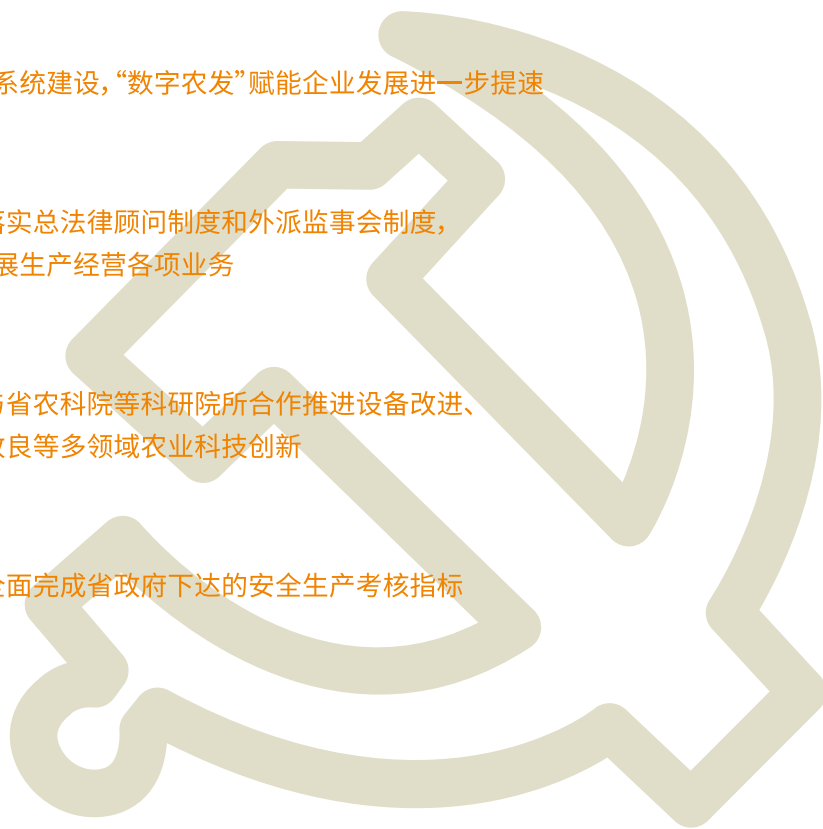 系统建设，“数字农发”赋能企业发展进一步提速
落实总法律顾问制度和外派监事会制度，
展生产经营各项业务
与省农科院等科研院所合作推进设备改进、
改良等多领域农业科技创新
全面完成省政府下达的安全生产考核指标